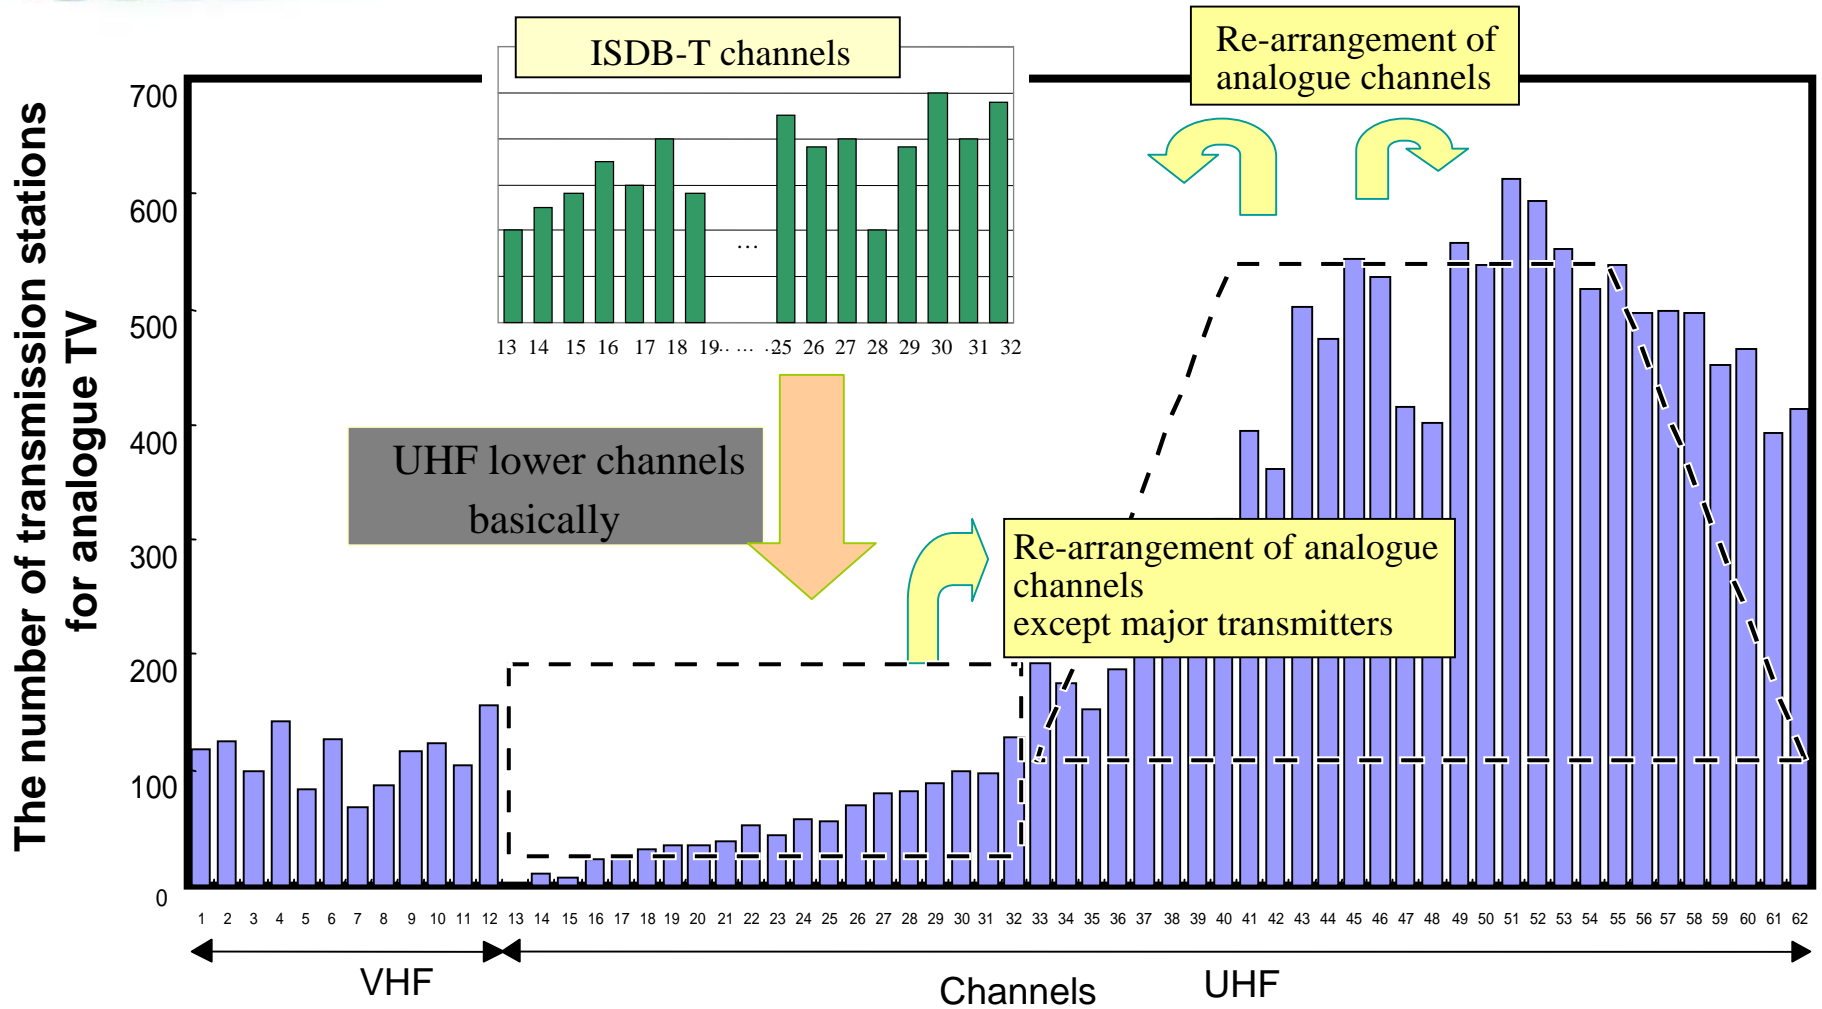 ISDB-T channels
Re-arrangement of
analogue channels
The number of transmission stations
for analogue TV
700
600
500
400
300
200
100
0
…
13 14 15 16 17 18 19… … …25 26 27 28 29 30 31 32
UHF lower channels
basically
Re-arrangement of analogue
channels
except major transmitters
1 2 3 4 5 6 7 8 9 10 11 12 13 14 15 16 17 18 19 20 21 22 23 24 25 26 27 28 29 30 31 32 33 34 35 36 37 38 39 40 41 42 43 44 45 46 47 48 49 50 51 52 53 54 55 56 57 58 59 60 61 62
VHF
Channels
UHF